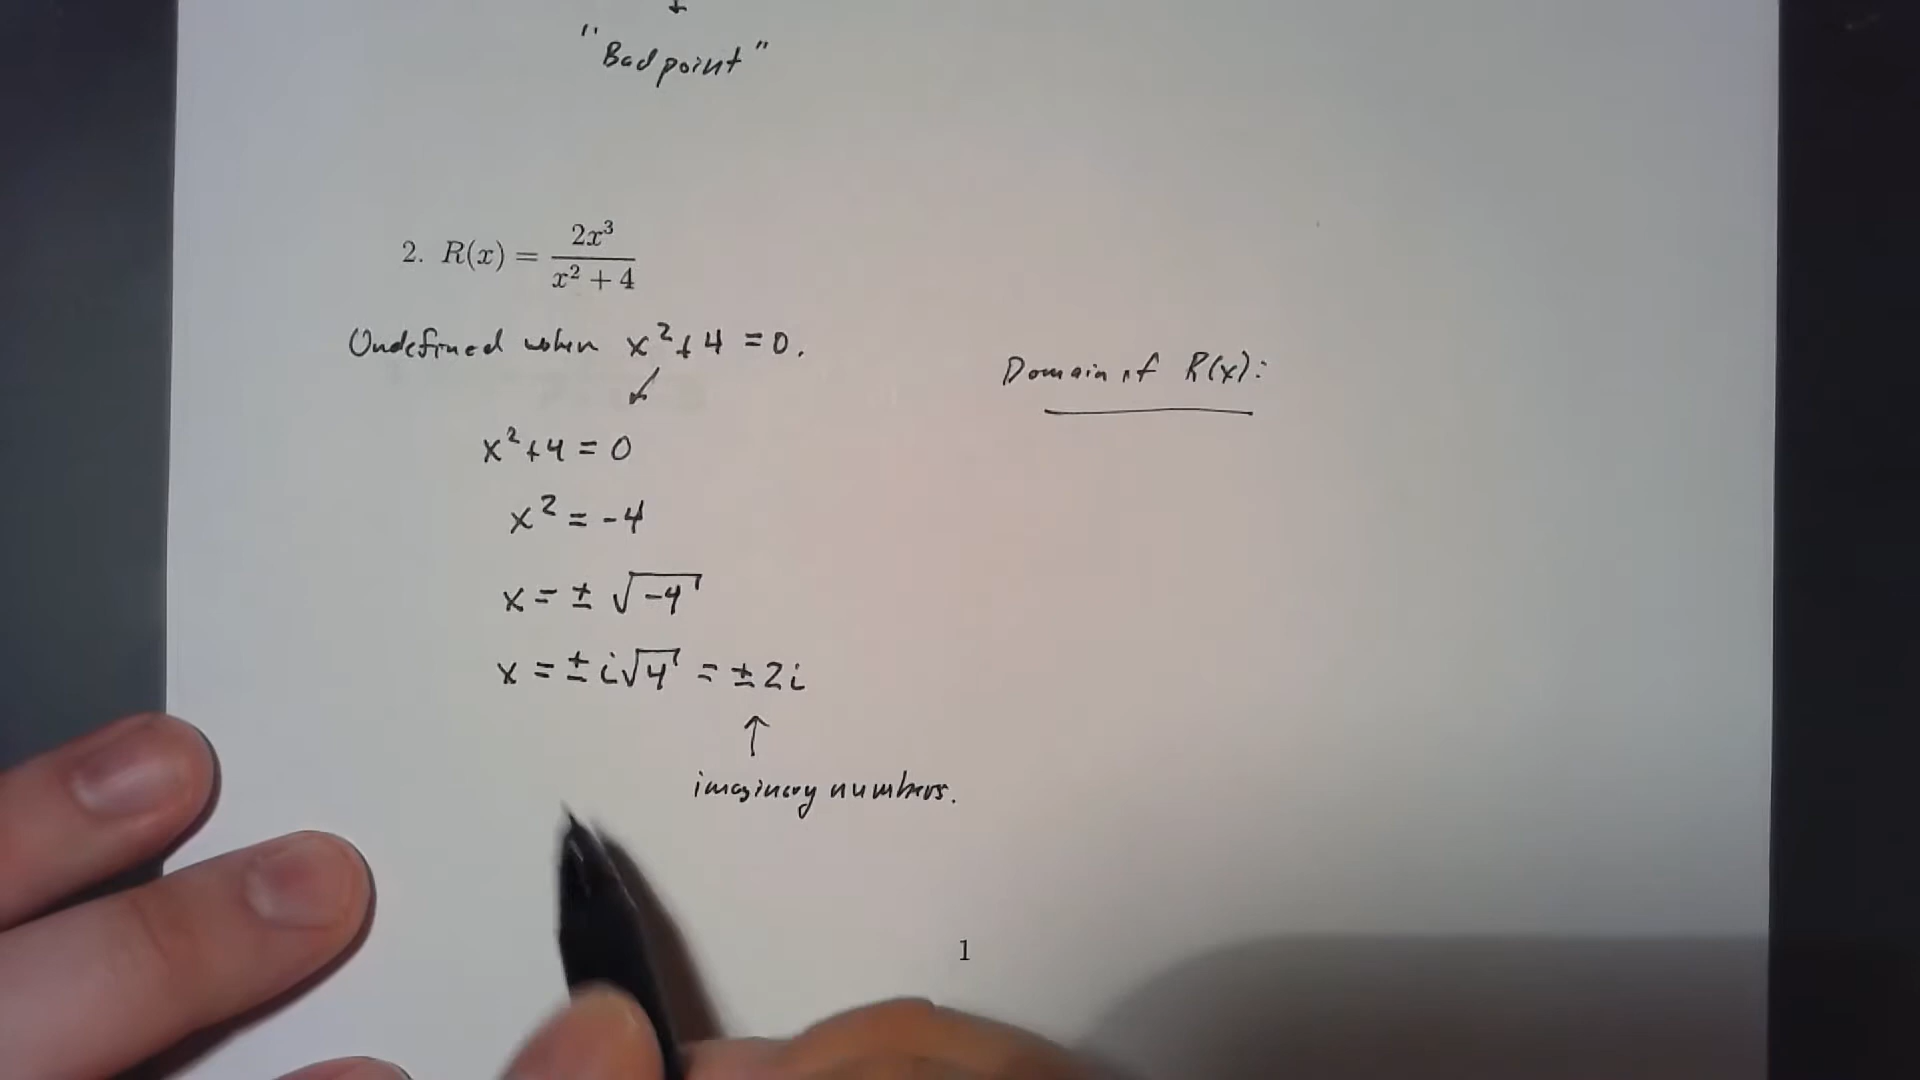 "Bad point"
2. R(x) = 2x³ / (x² + 4)
Undefined when x²+4 = 0.
Domain of R(x):
x²+4 = 0
x² = -4
x = ± √-4
x = ± i√4 = ± 2i
↑
imaginary numbers.
1